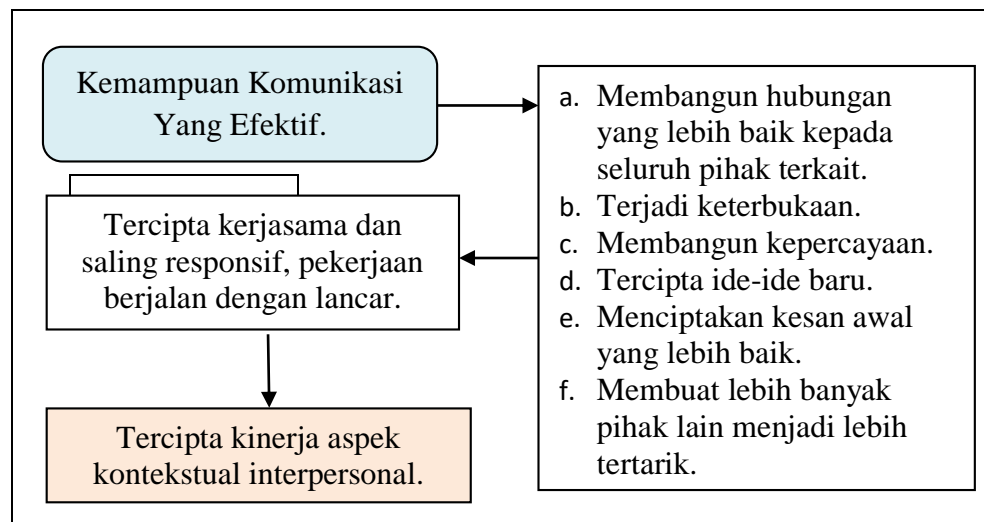 Kemampuan Komunikasi
Yang Efektif.
a. Membangun hubungan
yang lebih baik kepada
seluruh pihak terkait.
b. Terjadi keterbukaan.
c. Membangun kepercayaan.
d. Tercipta ide-ide baru.
e. Menciptakan kesan awal
yang lebih baik.
f. Membuat lebih banyak
pihak lain menjadi lebih
tertarik.
Tercipta kerjasama dan
saling responsif, pekerjaan
berjalan dengan lancar.
Tercipta kinerja aspek
kontekstual interpersonal.